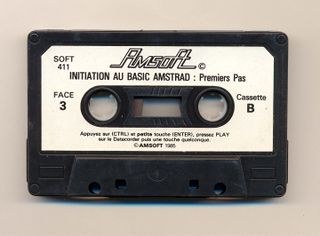 SOFT
411
Amsoft ©
INITIATION AU BASIC AMSTRAD : Premiers Pas
FACE
3
Cassette
B
Appuyez sur (CTRL) et petite touche (ENTER), pressez PLAY
sur le Datacorder puis une touche quelconque.
© AMSOFT 1985